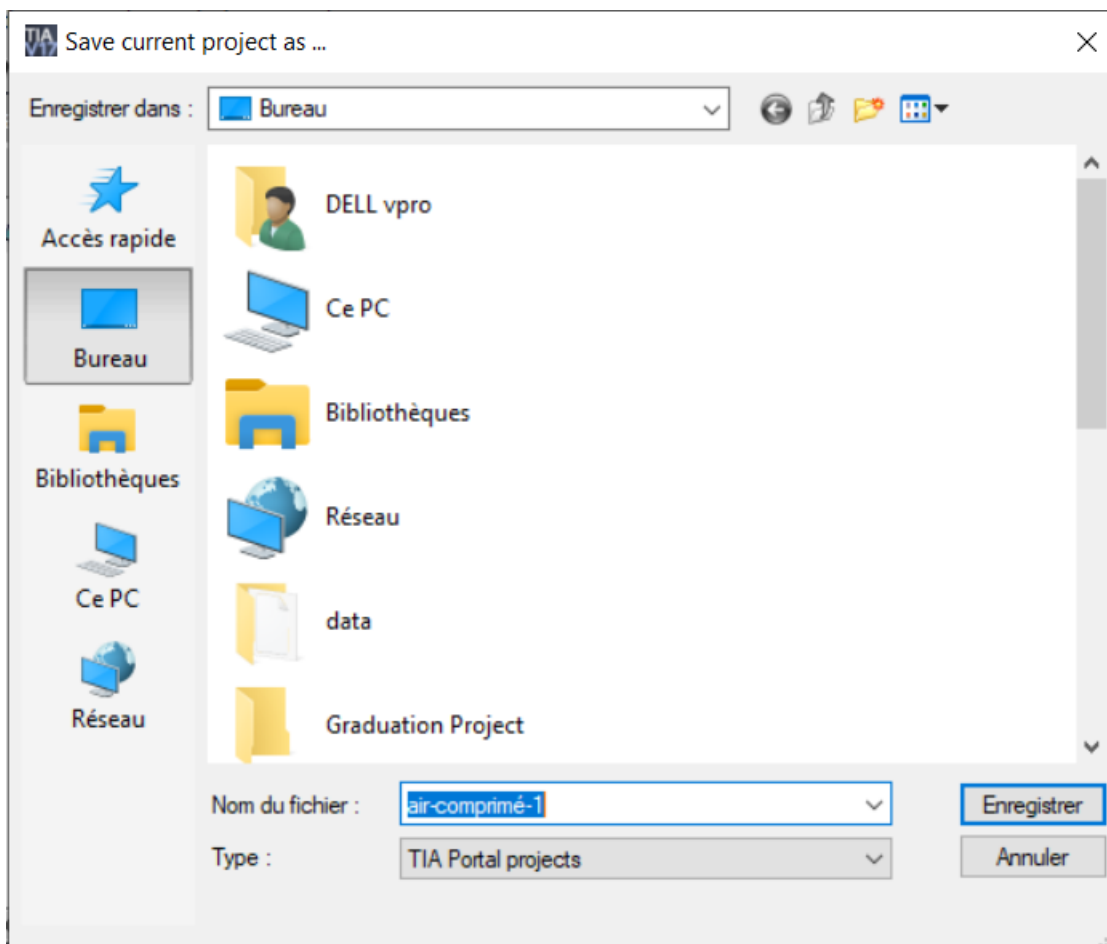 TIA V17 Save current project as ...
Enregistrer dans : Bureau
Accès rapide
Bureau
Bibliothèques
Ce PC
Réseau
DELL vpro
Ce PC
Bibliothèques
Réseau
data
Graduation Project
Nom du fichier : air-comprimé-1 Enregistrer
Type : TIA Portal projects Annuler